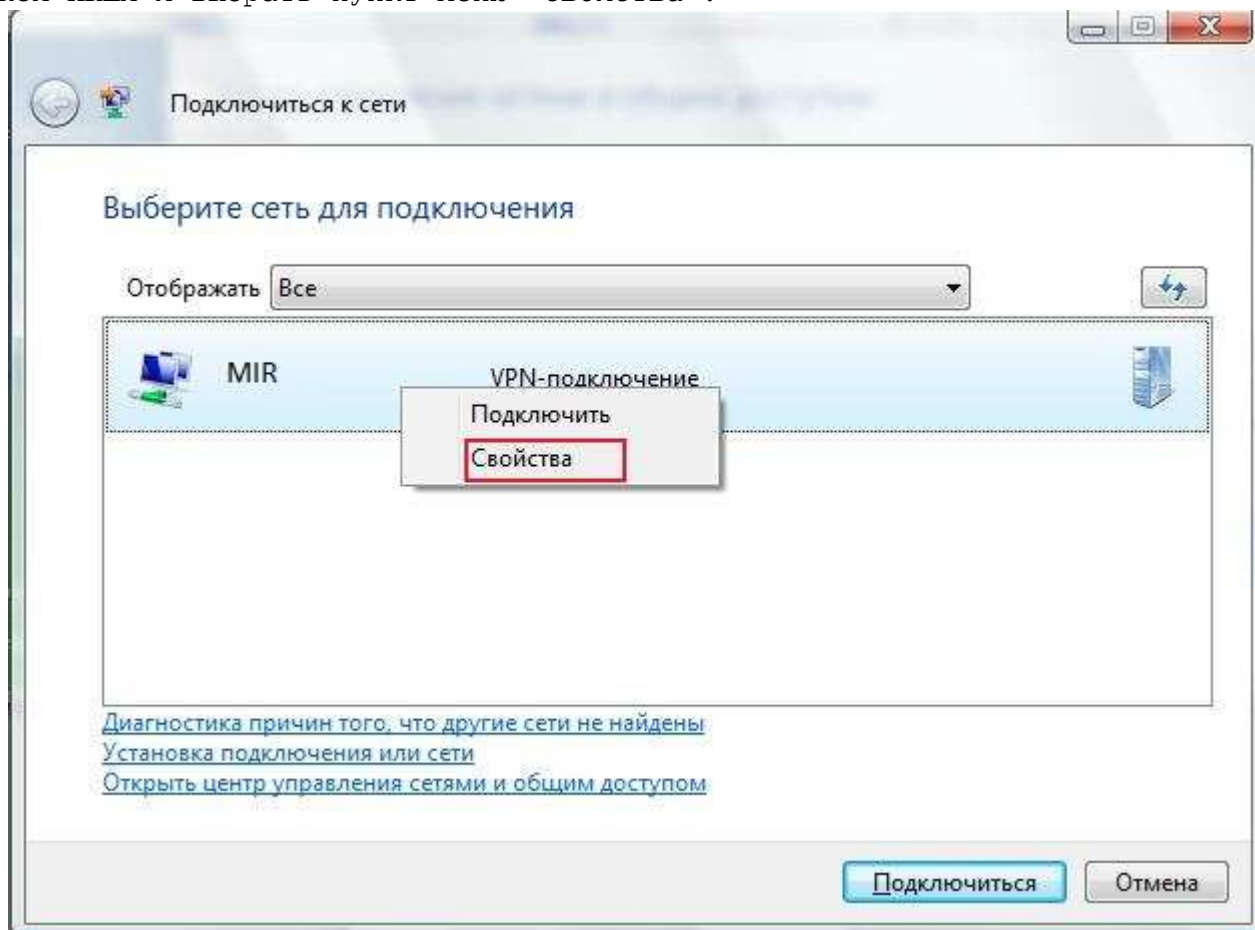 Подключиться к сети
Выберите сеть для подключения
Отображать Все
MIR VPN-подключение
Подключить
Свойства
Диагностика причин того, что другие сети не найдены
Установка подключения или сети
Открыть центр управления сетями и общим доступом
Подключиться Отмена